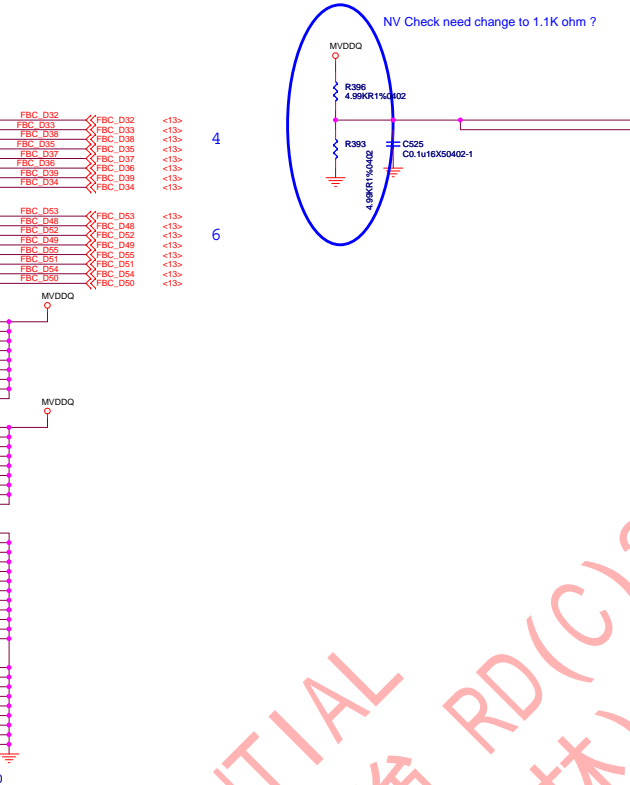 NV Check need change to 1.1K ohm ?
MVDDQ
R396
4.99KR1%0402
R393
4.99KR1%0402
C525
C0.1u16X50402-1
FBC_D32 FBC_D32 <13>
FBC_D33 FBC_D33 <13>
FBC_D38 FBC_D38 <13>
FBC_D35 FBC_D35 <13>
FBC_D37 FBC_D37 <13>
FBC_D36 FBC_D36 <13>
FBC_D39 FBC_D39 <13>
FBC_D34 FBC_D34 <13>
4
FBC_D53 FBC_D53 <13>
FBC_D48 FBC_D48 <13>
FBC_D52 FBC_D52 <13>
FBC_D49 FBC_D49 <13>
FBC_D55 FBC_D55 <13>
FBC_D51 FBC_D51 <13>
FBC_D54 FBC_D54 <13>
FBC_D50 FBC_D50 <13>
6
MVDDQ
MVDDQ
NTIAL
RD(C)
林)